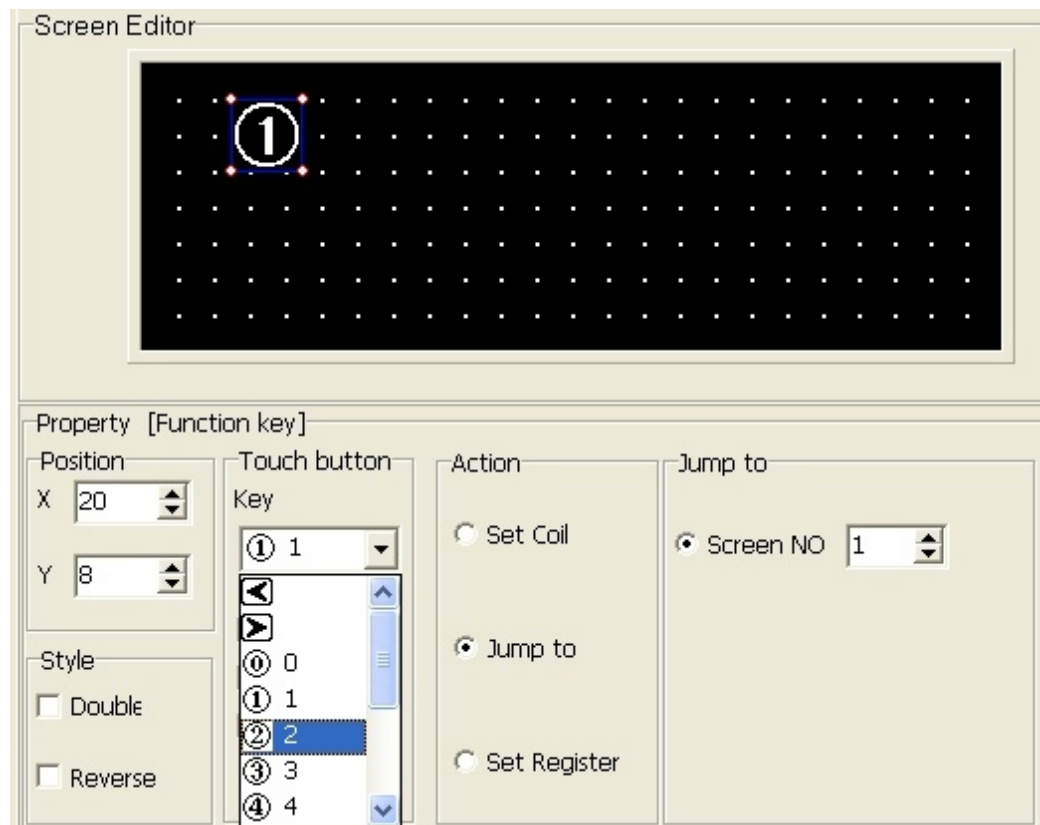 Screen Editor
①
Property [Function key]
Position
X 20
Y 8
Style
Double
Reverse
Touch button
Key
① 1
⓪ 0
① 1
② 2
③ 3
④ 4
Action
Set Coil
Jump to
Set Register
Jump to
Screen NO 1